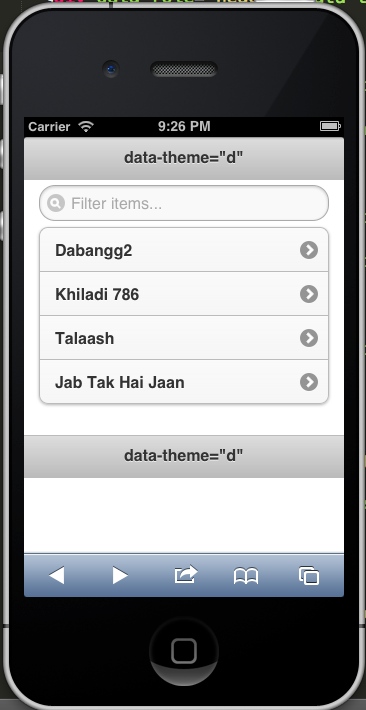 Carrier 9:26 PM
data-theme="d"
Filter items...
Dabangg2
Khiladi 786
Talaash
Jab Tak Hai Jaan
data-theme="d"